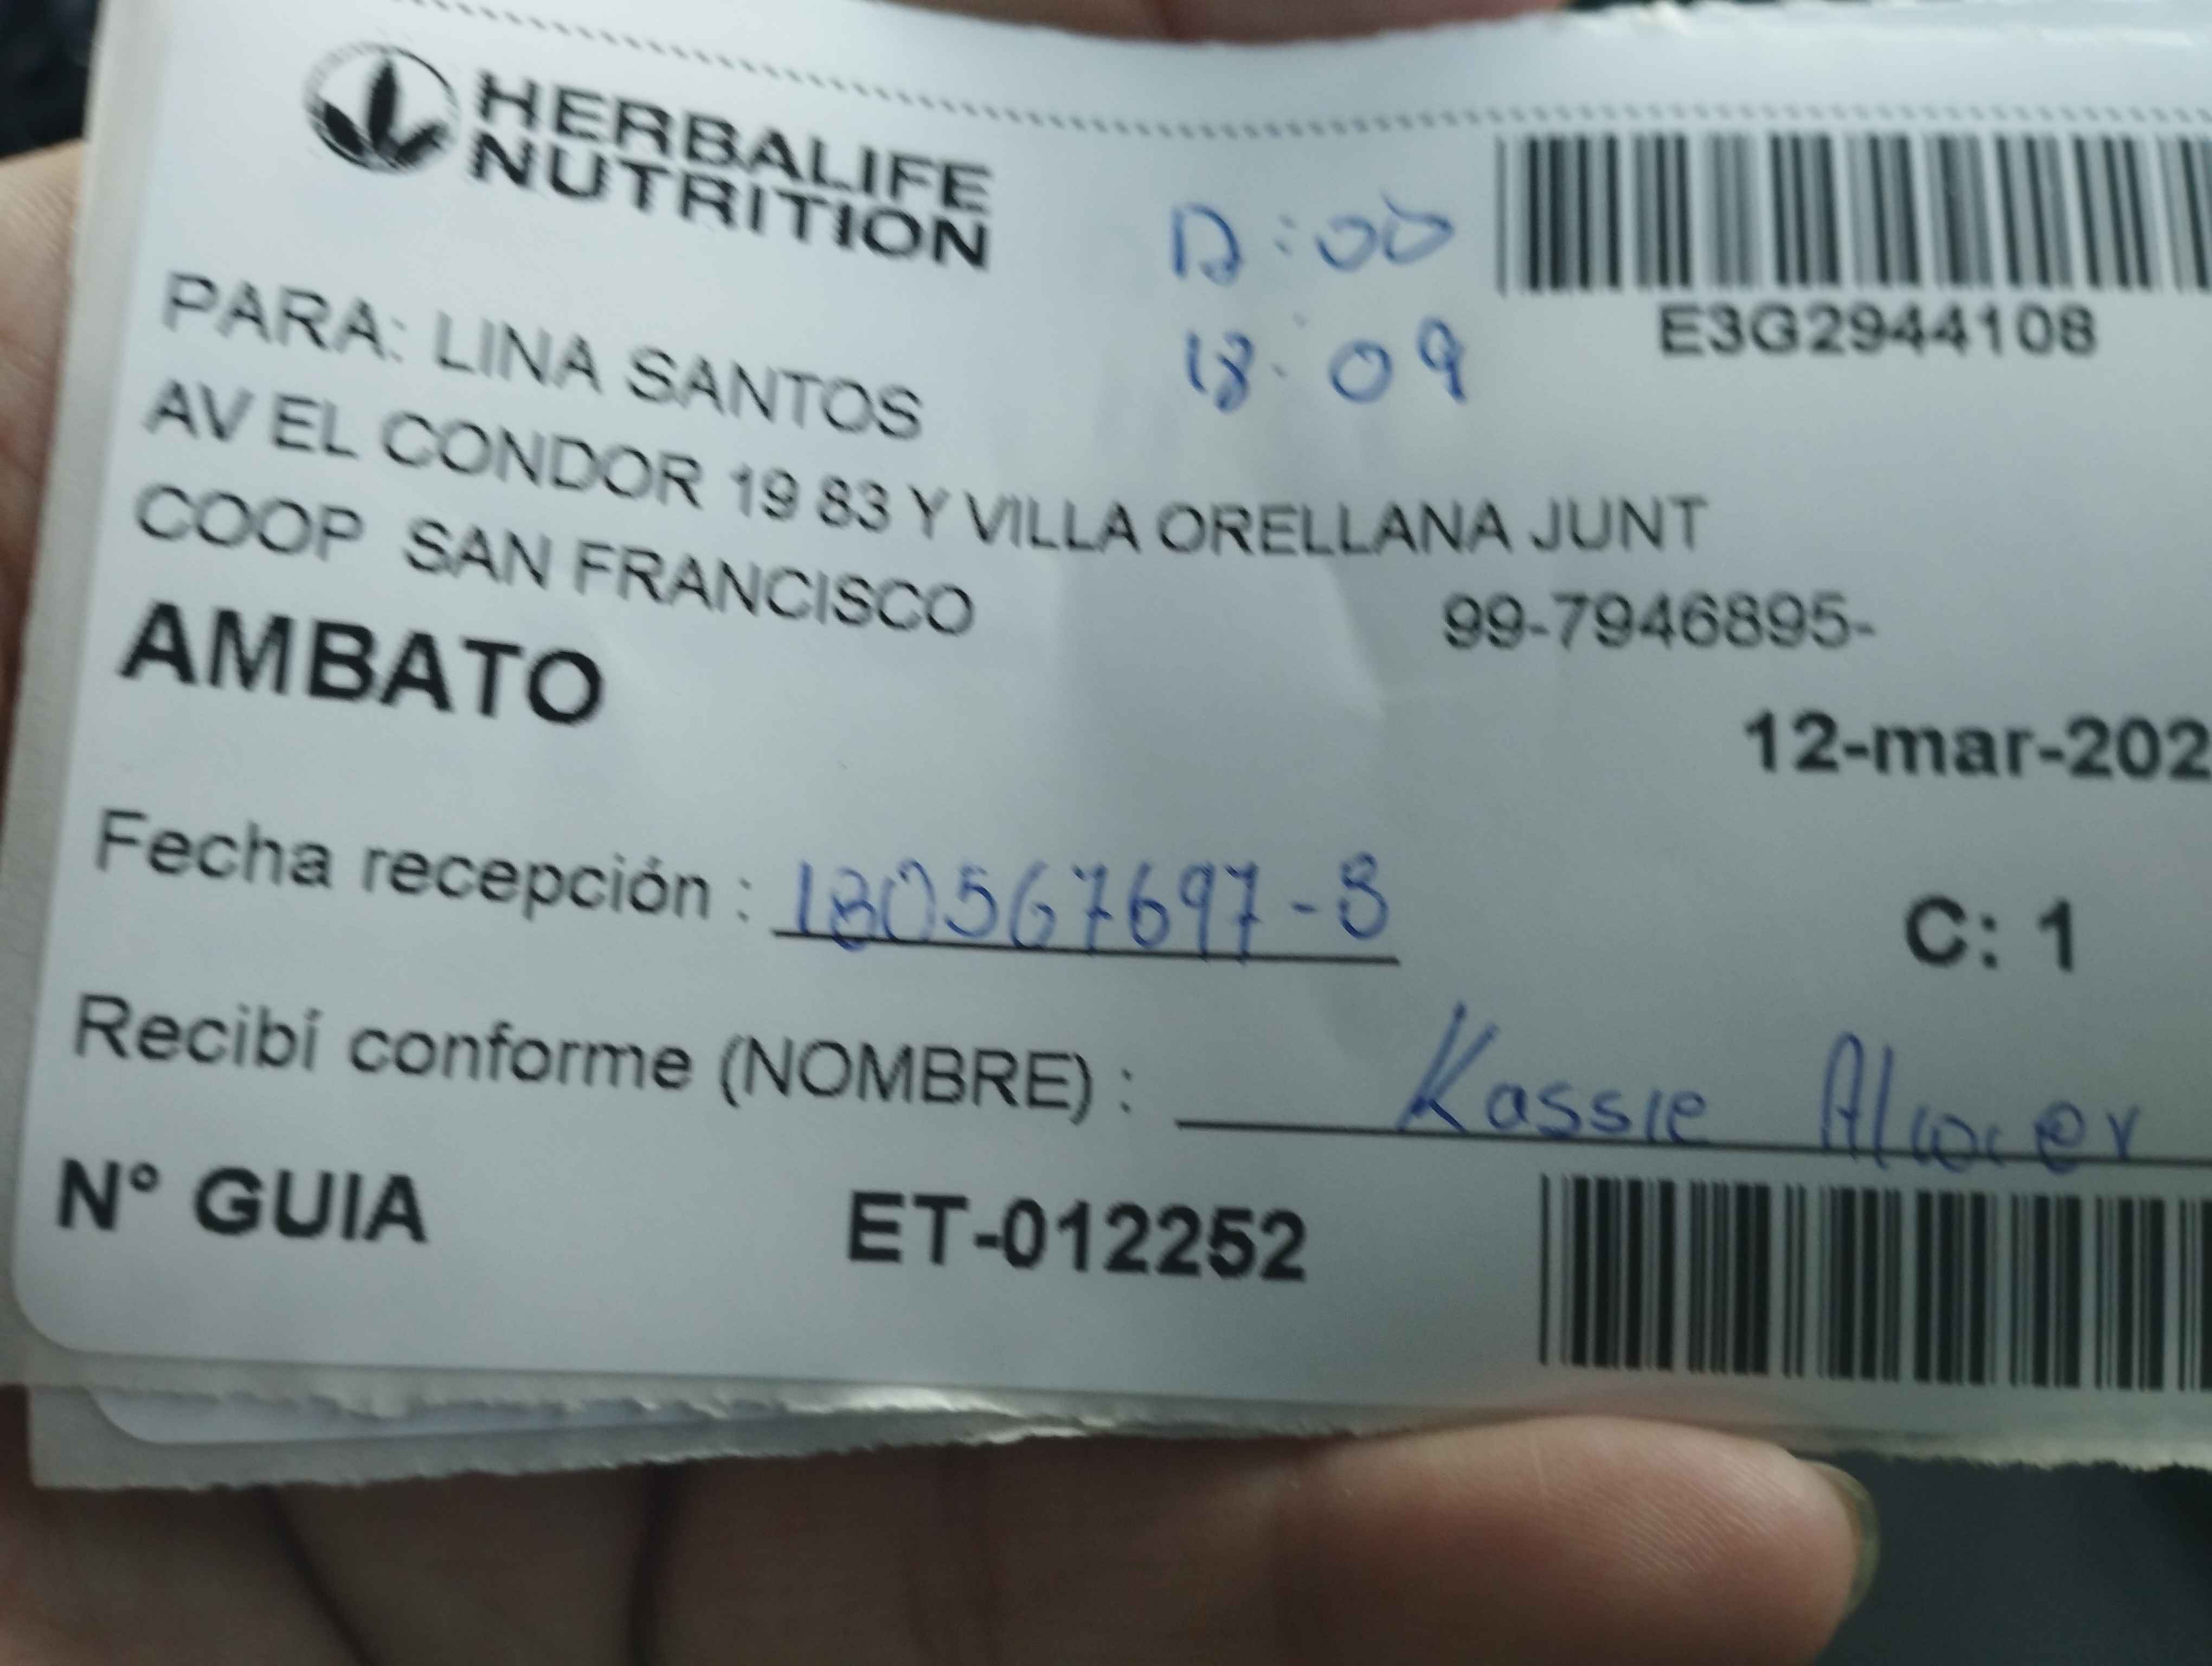 HERBALIFE
NUTRITION
12:00
18:09
E3G2944108
PARA: LINA SANTOS
AV EL CONDOR 19 83 Y VILLA ORELLANA JUNT
COOP SAN FRANCISCO
99-7946895-
AMBATO
12-mar-202
Fecha recepción : 180567697-8
C: 1
Recibí conforme (NOMBRE) : Kassie
N° GUIA ET-012252